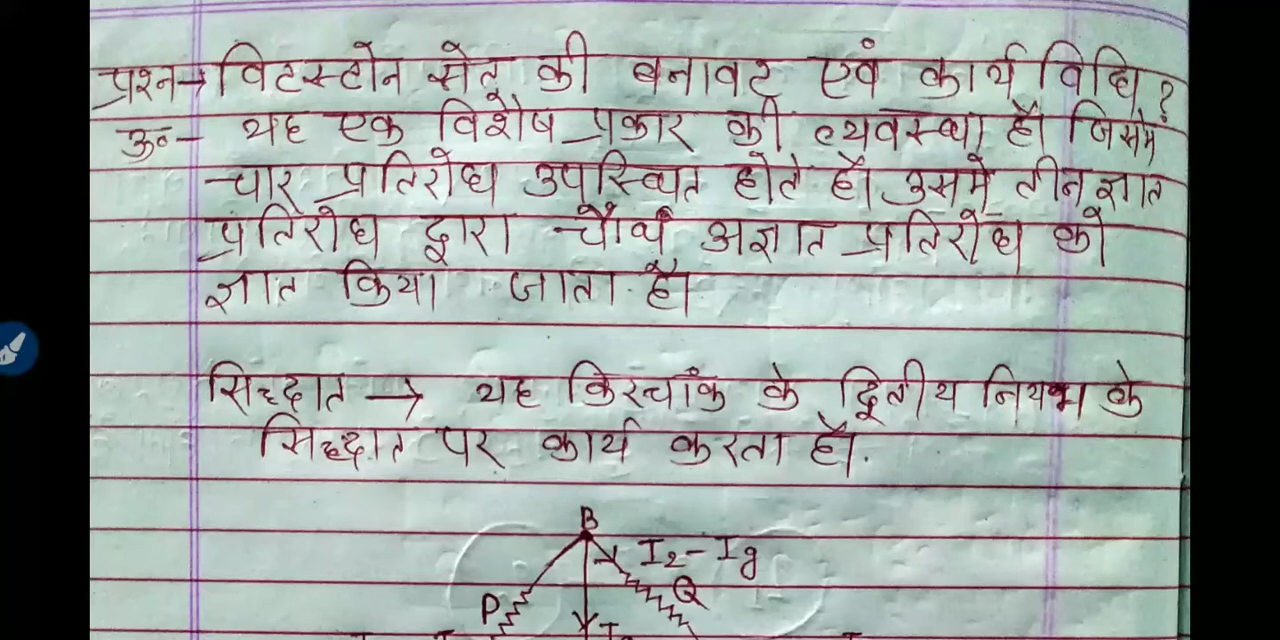 प्रश्न→ विटस्टोन सेतू की बनावट एवं कार्य विधि ?
उ०- यह एक विशेष प्रकार की व्यवस्था है। जिसमे
चार प्रतिरोध उपस्थित होते है। उसमे तीन ज्ञात
प्रतिरोध द्वारा चौथे अज्ञात प्रतिरोध को
ज्ञात किया जाता है।
सिद्दात → यह किरचॉक के द्वितीय नियम के
सिद्दात पर कार्य करता है।.
B
I2-Ig
P
Q